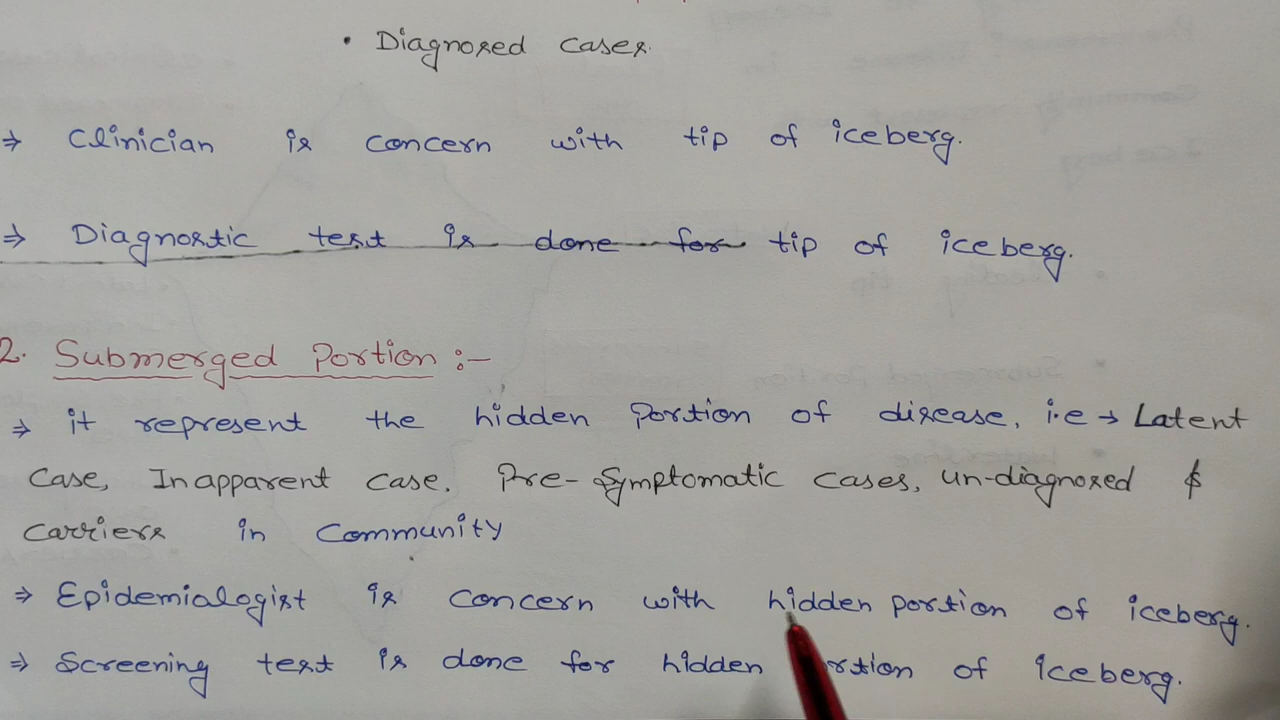 • Diagnosed cases.
⇒ Clinician is concern with tip of iceberg.
⇒ Diagnostic test is done for tip of iceberg.
2. Submerged Portion :-
⇒ it represent the hidden portion of disease, i.e → Latent
Case, Inapparent case. Pre-Symptomatic cases, un-diagnosed &
carriers in Community
⇒ Epidemialogist is concern with hidden portion of iceberg.
⇒ Screening test is done for hidden of iceberg.